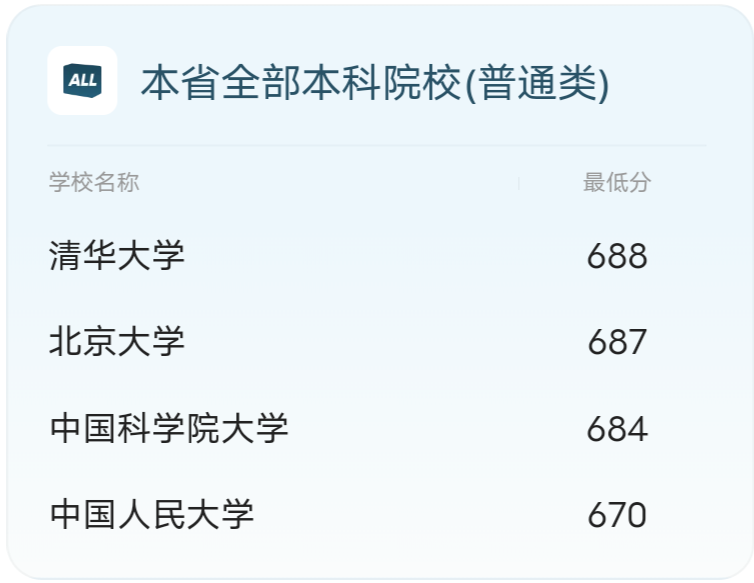 ALL 本省全部本科院校(普通类)
学校名称 最低分
清华大学 688
北京大学 687
中国科学院大学 684
中国人民大学 670